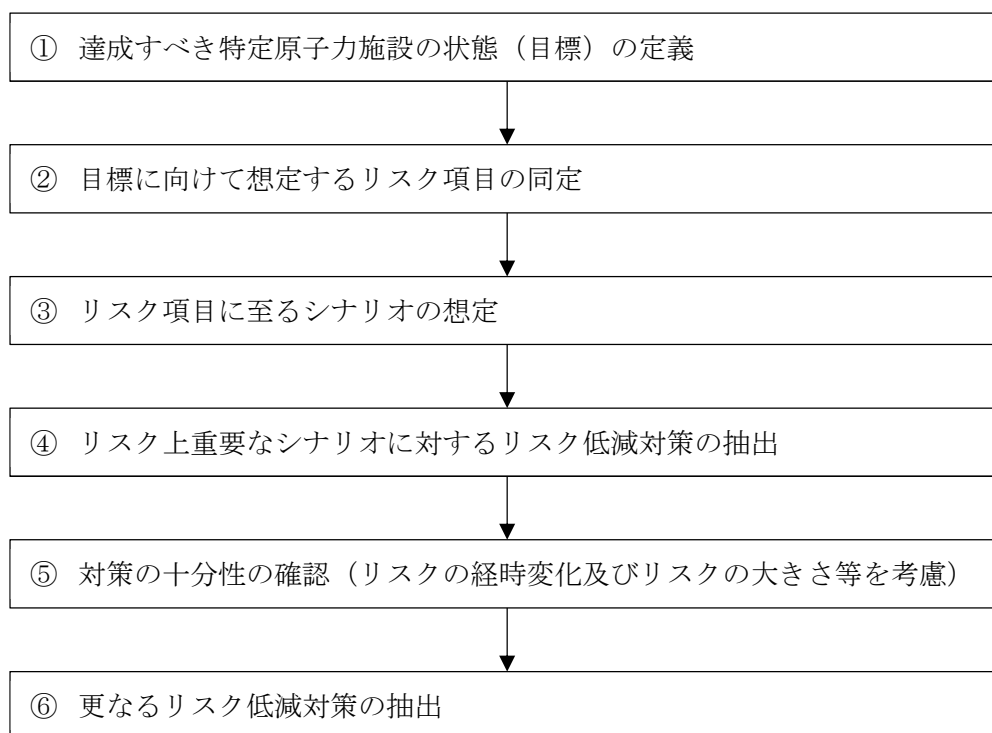 ① 達成すべき特定原子力施設の状態（目標）の定義
② 目標に向けて想定するリスク項目の同定
③ リスク項目に至るシナリオの想定
④ リスク上重要なシナリオに対するリスク低減対策の抽出
⑤ 対策の十分性の確認（リスクの経時変化及びリスクの大きさ等を考慮）
⑥ 更なるリスク低減対策の抽出